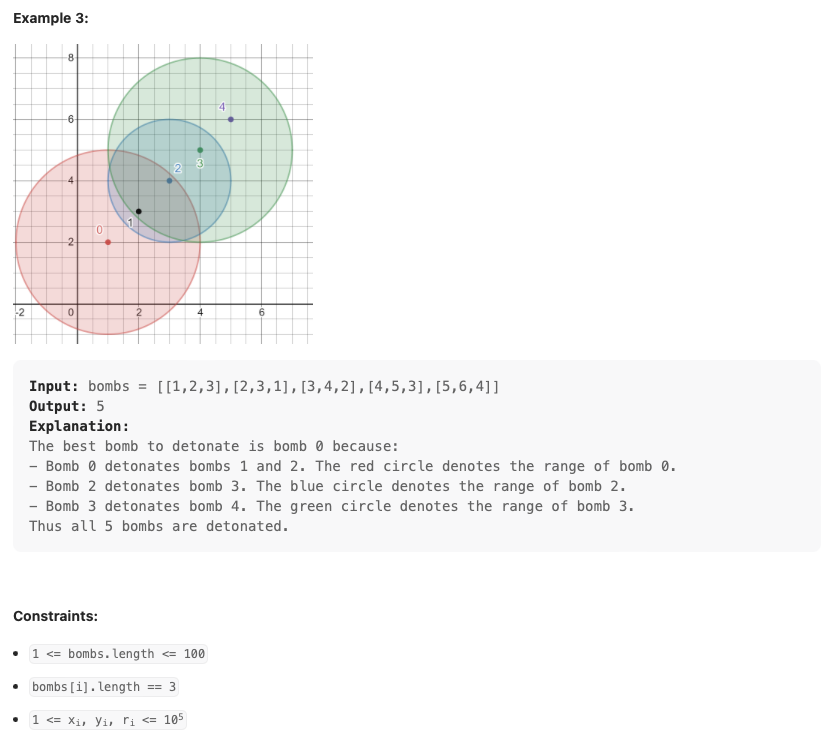 Example 3:
8
4
6
2
3
4
1
0
2
-2 0 2 4 6
Input: bombs = [[1,2,3],[2,3,1],[3,4,2],[4,5,3],[5,6,4]]
Output: 5
Explanation:
The best bomb to detonate is bomb 0 because:
- Bomb 0 detonates bombs 1 and 2. The red circle denotes the range of bomb 0.
- Bomb 2 detonates bomb 3. The blue circle denotes the range of bomb 2.
- Bomb 3 detonates bomb 4. The green circle denotes the range of bomb 3.
Thus all 5 bombs are detonated.
Constraints:
• 1 <= bombs.length <= 100
• bombs[i].length == 3
• 1 <= xᵢ, yᵢ, rᵢ <= 10⁵